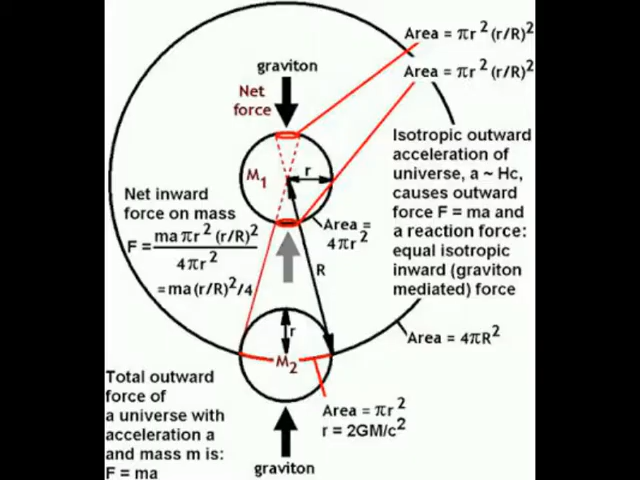 Area = πr²(r/R)²
graviton
Area = πr²(r/R)²
Net
force
Isotropic outward
acceleration of
universe, a ~ Hc,
causes outward
force F = ma and
a reaction force:
equal isotropic
inward (graviton
mediated) force
M₁
r
Net inward
force on mass
F = maπr²(r/R)²
4πr²
= ma(r/R)²/4
Area =
4πr²
R
r
Area = 4πR²
M₂
Total outward
force of
a universe with
acceleration a
and mass m is:
F = ma
Area = πr²
r = 2GM/c²
graviton